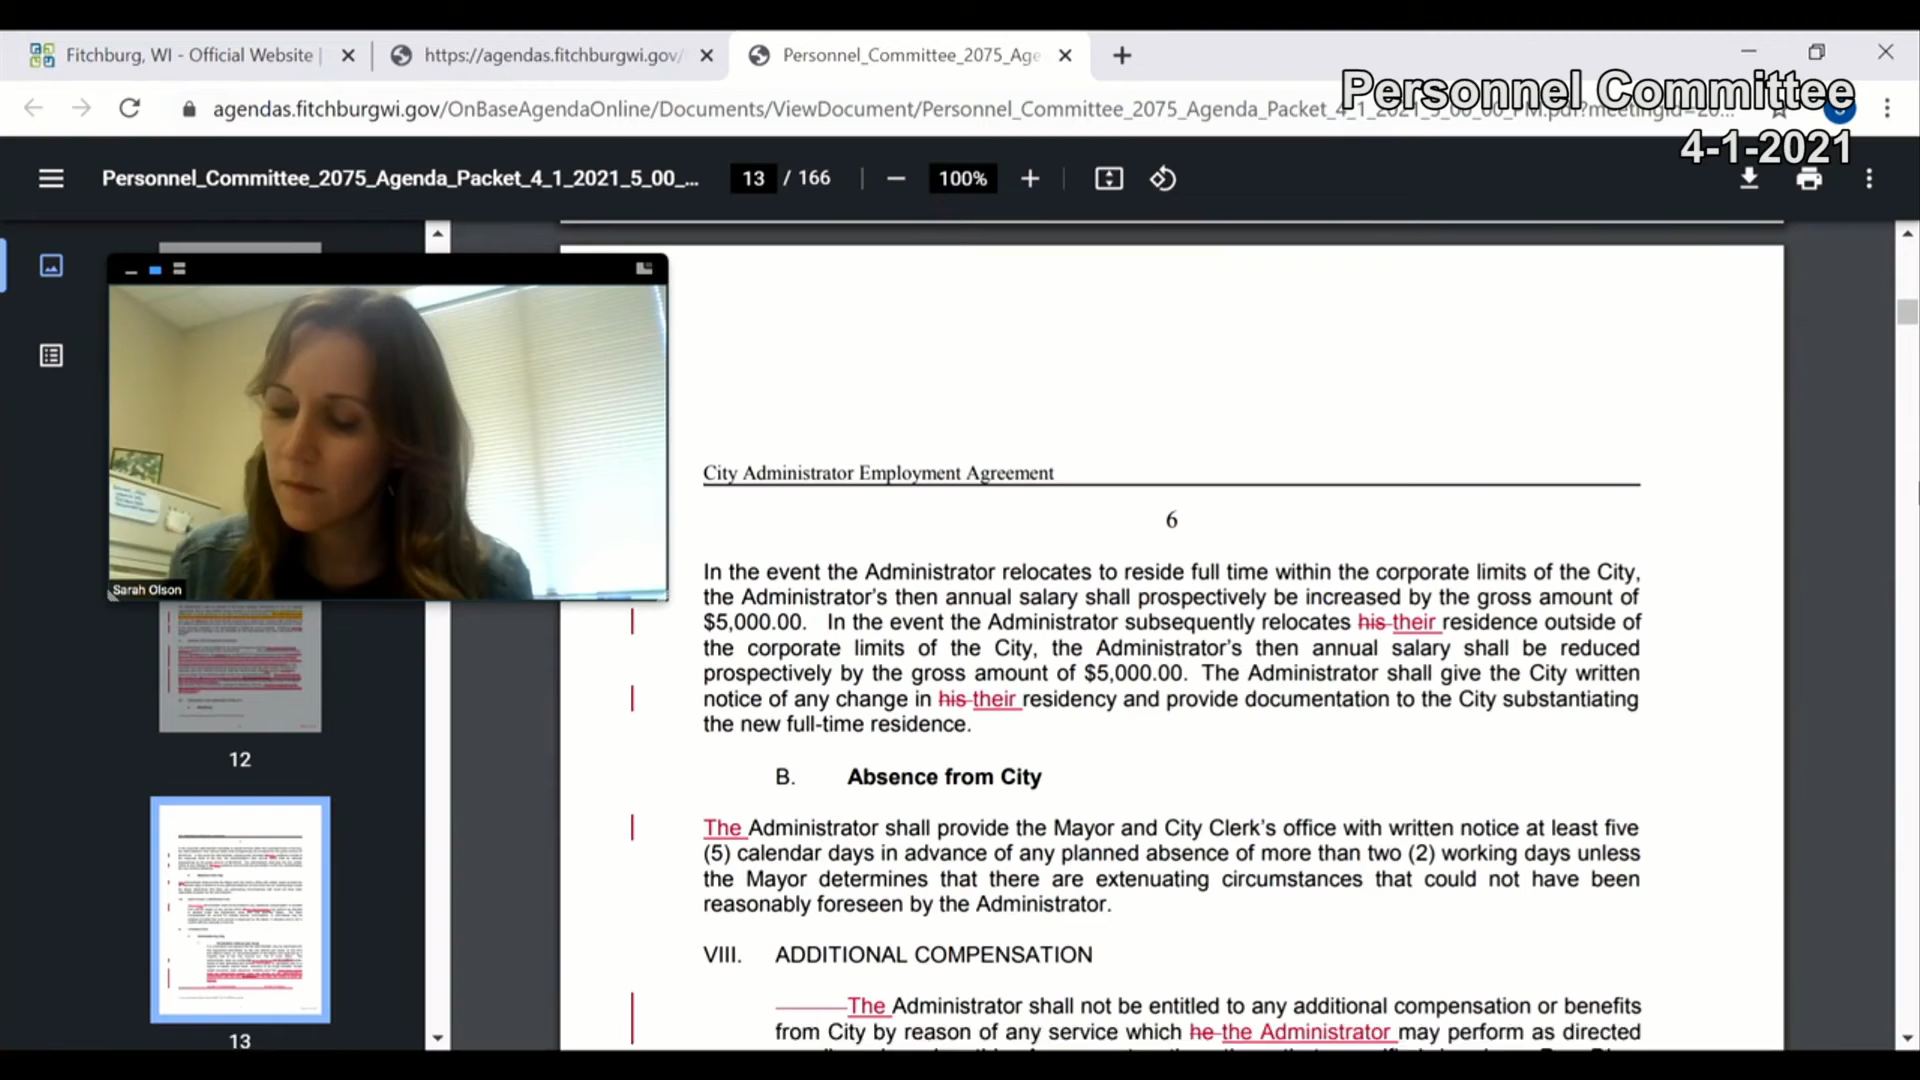 Fitchburg, WI - Official Website |
https://agendas.fitchburgwi.gov/
Personnel_Committee_2075_Age
agendas.fitchburgwi.gov/OnBaseAgendaOnline/Documents/ViewDocument/Personnel_Committee_2075_Agenda_Packet_4_1_2021_5_00_00_PM.pdf?meetingId=20...
Personnel Committee
4-1-2021
Personnel_Committee_2075_Agenda_Packet_4_1_2021_5_00_...
13 / 166
100%
Sarah Olson
12
13
City Administrator Employment Agreement
6
In the event the Administrator relocates to reside full time within the corporate limits of the City,
the Administrator's then annual salary shall prospectively be increased by the gross amount of
$5,000.00. In the event the Administrator subsequently relocates his their residence outside of
the corporate limits of the City, the Administrator's then annual salary shall be reduced
prospectively by the gross amount of $5,000.00. The Administrator shall give the City written
notice of any change in his their residency and provide documentation to the City substantiating
the new full-time residence.
B. Absence from City
The Administrator shall provide the Mayor and City Clerk's office with written notice at least five
(5) calendar days in advance of any planned absence of more than two (2) working days unless
the Mayor determines that there are extenuating circumstances that could not have been
reasonably foreseen by the Administrator.
VIII. ADDITIONAL COMPENSATION
The Administrator shall not be entitled to any additional compensation or benefits
from City by reason of any service which he the Administrator may perform as directed